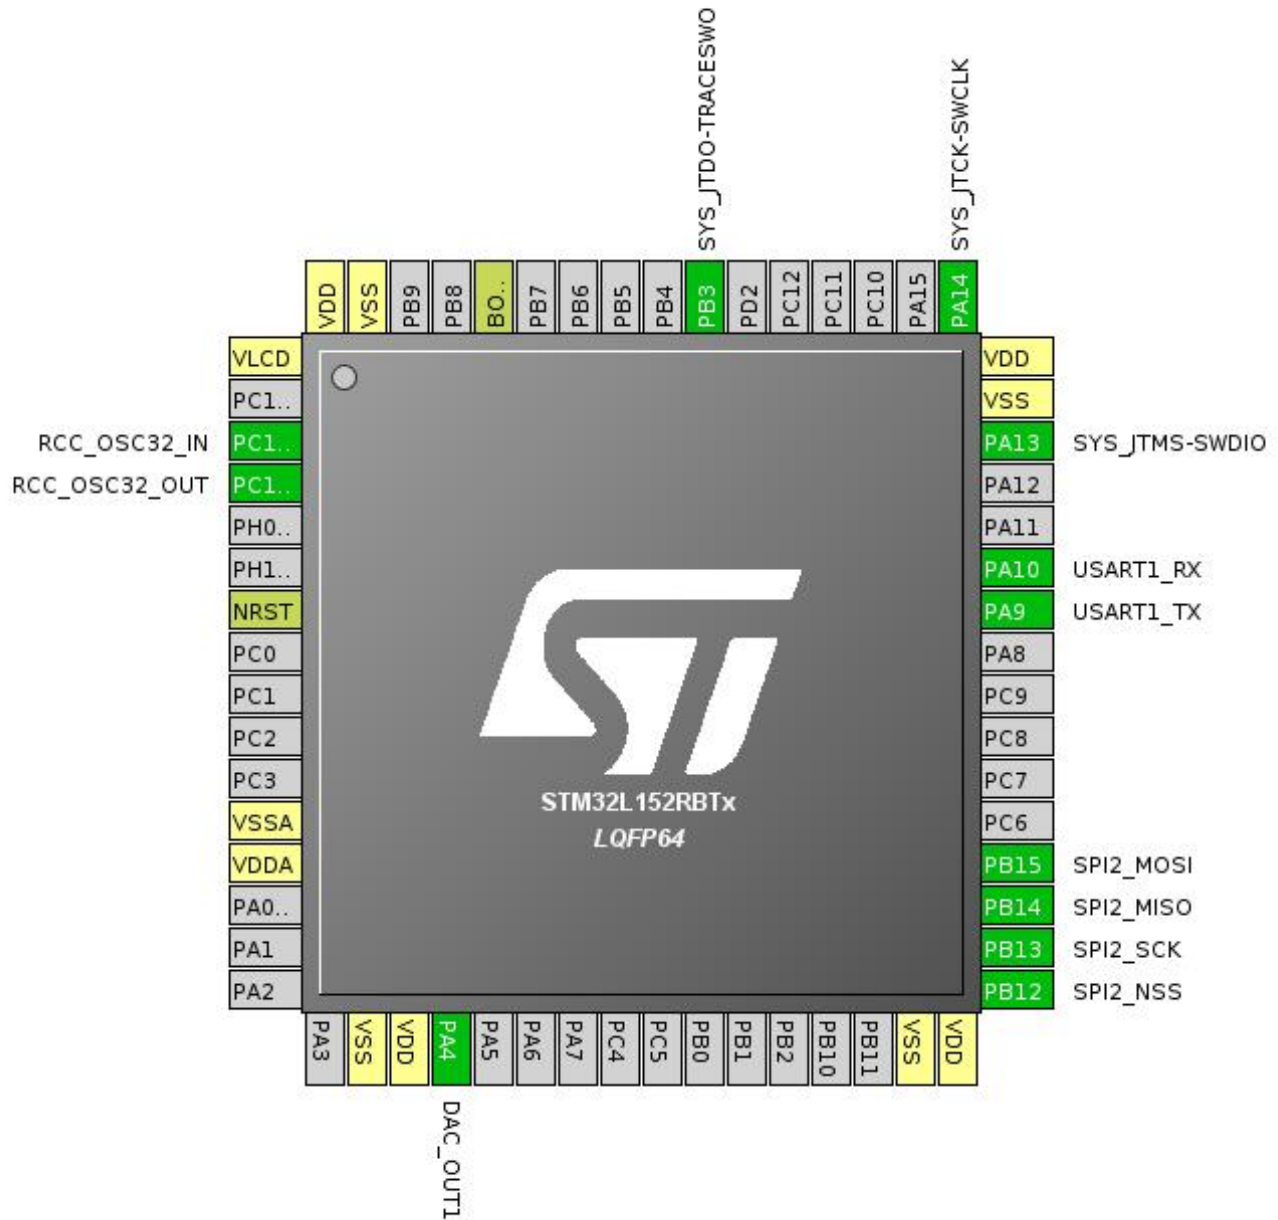 SYS_JTDO-TRACESWO
SYS_JTCK-SWCLK
VDD
VSS
PB9
PB8
BO..
PB7
PB6
PB5
PB4
PB3
PD2
PC12
PC11
PC10
PA15
PA14
VLCD
PC1..
RCC_OSC32_IN PC1..
RCC_OSC32_OUT PC1..
PH0..
PH1..
NRST
PC0
PC1
PC2
PC3
VSSA
VDDA
PA0..
PA1
PA2
VDD
VSS
PA13 SYS_JTMS-SWDIO
PA12
PA11
PA10 USART1_RX
PA9 USART1_TX
PA8
PC9
PC8
PC7
PC6
PB15 SPI2_MOSI
PB14 SPI2_MISO
PB13 SPI2_SCK
PB12 SPI2_NSS
ST
STM32L152RBTx
LQFP64
PA3
VSS
VDD
PA4
PA5
PA6
PA7
PC4
PC5
PB0
PB1
PB2
PB10
PB11
VSS
VDD
DAC_OUT1